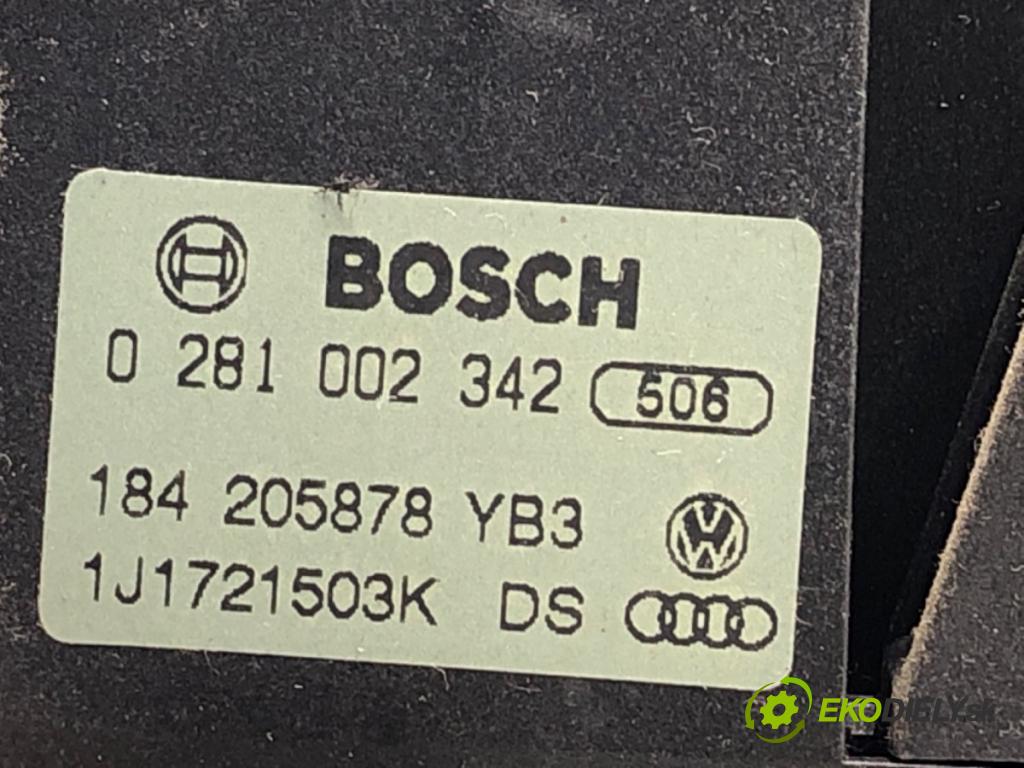 BOSCH
0 281 002 342 506
184 205878 YB3
1J1721503K DS
EKODIELY.sk